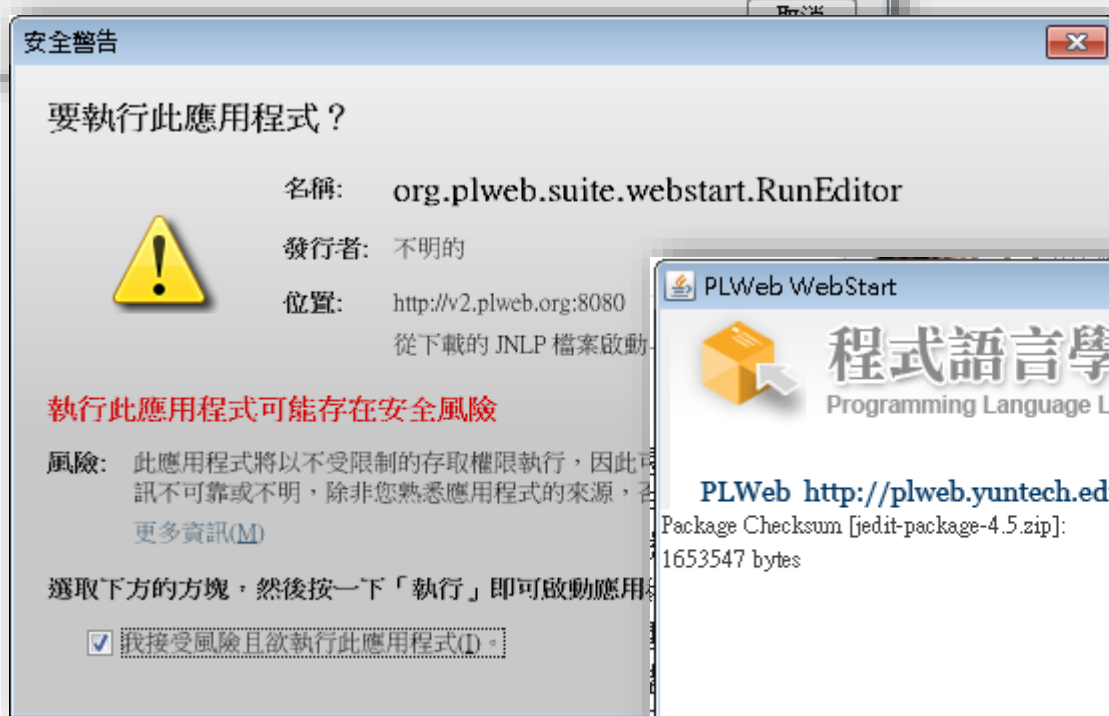 取消
安全警告
要執行此應用程式？
名稱: org.plweb.suite.webstart.RunEditor
發行者: 不明的
位置: http://v2.plweb.org:8080
從下載的 JNLP 檔案啟動
執行此應用程式可能存在安全風險
風險: 此應用程式將以不受限制的存取權限執行，因此
訊不可靠或不明，除非您熟悉應用程式的來源，
更多資訊(M)
選取下方的方塊，然後按一下「執行」即可啟動應用
我接受風險且欲執行此應用程式(I)。
PLWeb WebStart
程式語言學
Programming Language L
PLWeb http://plweb.yuntech.ed
Package Checksum [jedit-package-4.5.zip]:
1653547 bytes